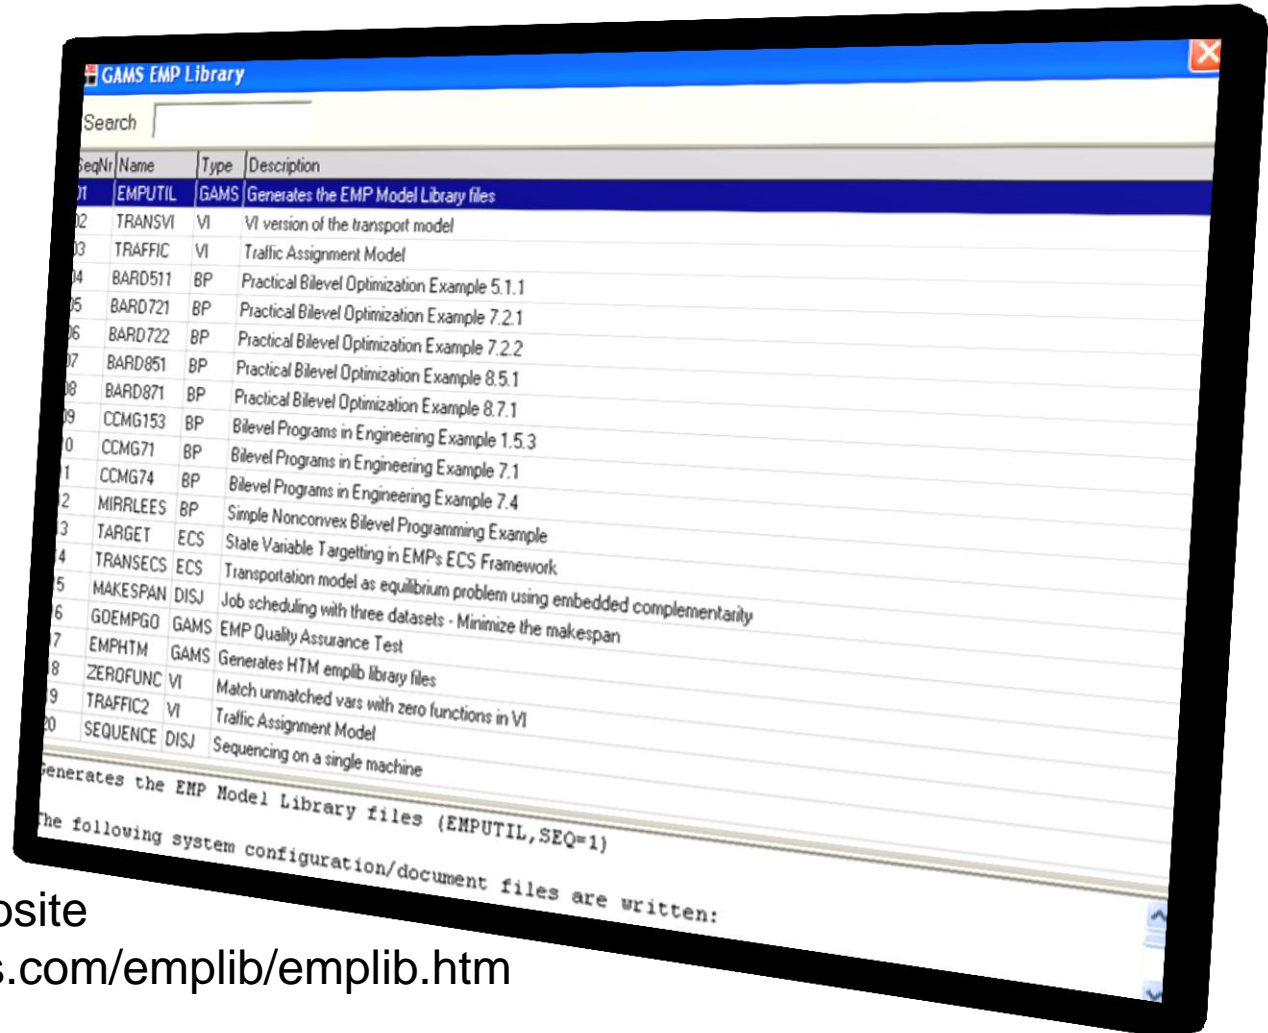 GAMS EMP Library
Search
SeqNr Name Type Description
01 EMPUTIL GAMS Generates the EMP Model Library files
02 TRANSVI VI VI version of the transport model
03 TRAFFIC VI Traffic Assignment Model
04 BARD511 BP Practical Bilevel Optimization Example 5.1.1
05 BARD721 BP Practical Bilevel Optimization Example 7.2.1
06 BARD722 BP Practical Bilevel Optimization Example 7.2.2
07 BARD851 BP Practical Bilevel Optimization Example 8.5.1
08 BARD871 BP Practical Bilevel Optimization Example 8.7.1
09 CCMG153 BP Bilevel Programs in Engineering Example 1.5.3
10 CCMG71 BP Bilevel Programs in Engineering Example 7.1
11 CCMG74 BP Bilevel Programs in Engineering Example 7.4
12 MIRRLEES BP Simple Nonconvex Bilevel Programming Example
13 TARGET ECS State Variable Targetting in EMPs ECS Framework
14 TRANSECS ECS Transportation model as equilibrium problem using embedded complementarity
15 MAKESPAN DISJ Job scheduling with three datasets - Minimize the makespan
16 GOEMPGO GAMS EMP Quality Assurance Test
17 EMPHTM GAMS Generates HTM emplib library files
18 ZEROFUNC VI Match unmatched vars with zero functions in VI
19 TRAFFIC2 VI Traffic Assignment Model
20 SEQUENCE DISJ Sequencing on a single machine
Generates the EMP Model Library files (EMPUTIL,SEQ=1)
The following system configuration/document files are written:
osite
s.com/emplib/emplib.htm